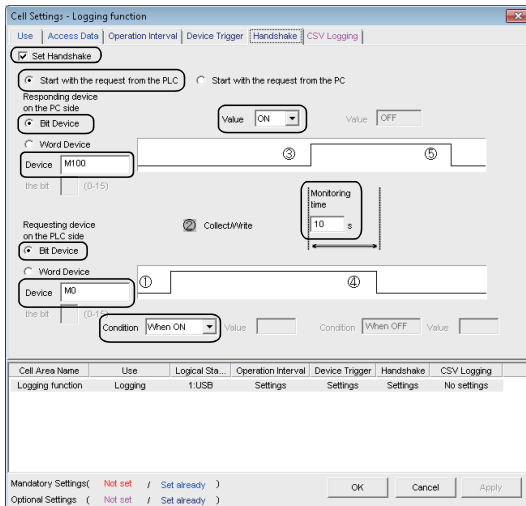 Cell Settings - Logging function
Use Access Data Operation Interval Device Trigger Handshake CSV Logging
Set Handshake
Start with the request from the PLC Start with the request from the PC
Responding device
on the PC side
Bit Device Value ON Value OFF
Word Device
Device M100 ③ ⑤
the bit (0-15)
Monitoring
time
10 s
Requesting device
on the PLC side
② Collect/Write
Bit Device
Word Device
Device M0 ① ④
the bit (0-15)
Condition When ON Value Condition When OFF Value
Cell Area Name Use Logical Sta... Operation Interval Device Trigger Handshake CSV Logging
Logging function Logging 1:USB Settings Settings Settings No settings
Mandatory Settings( Not set / Set already )
Optional Settings ( Not set / Set already )
OK Cancel Apply